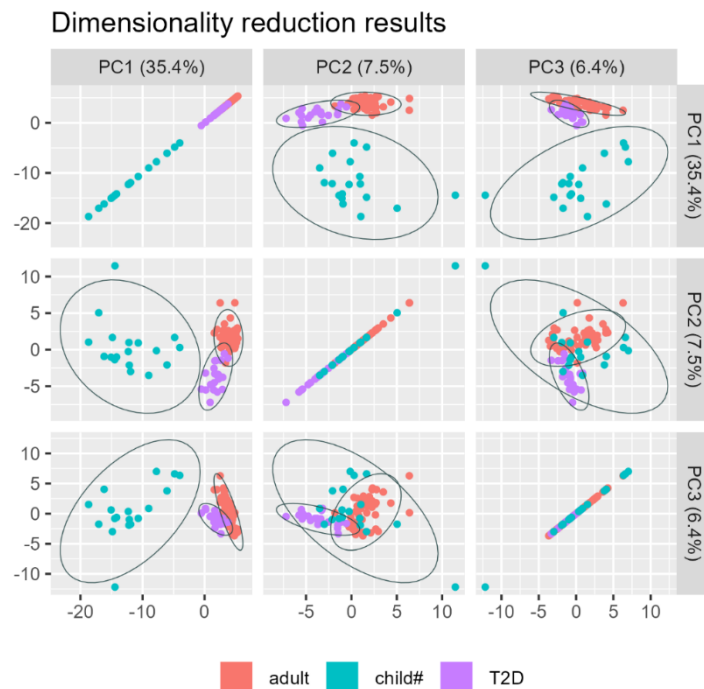 Dimensionality reduction results
PC1 (35.4%) PC2 (7.5%) PC3 (6.4%)
0
-10
-20
PC1 (35.4%)
10
5
0
-5
PC2 (7.5%)
10
5
0
-5
-10
PC3 (6.4%)
-20 -10 0 -5 0 5 10 -10 -5 0 5 10
adult child# T2D